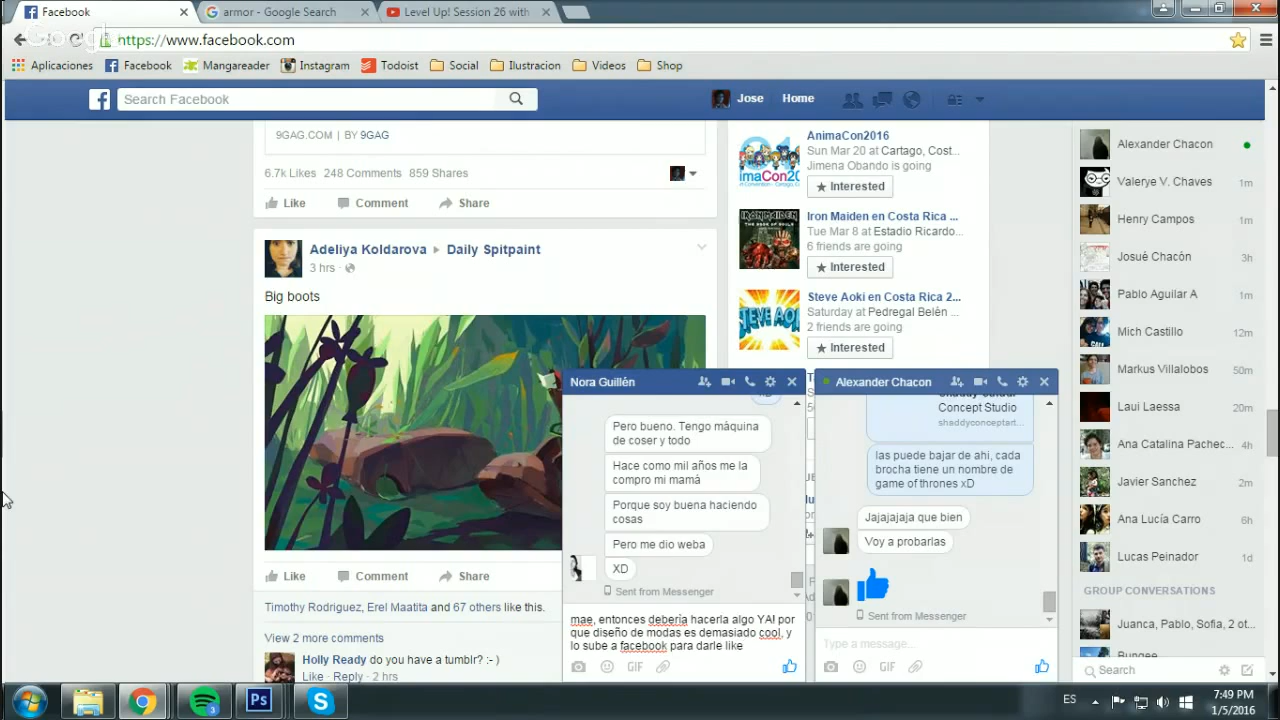 Facebook
armor - Google Search
Level Up! Session 26 with
https://www.facebook.com
Aplicaciones
Facebook
Mangareader
Instagram
Todoist
Social
Ilustracion
Videos
Shop
Search Facebook
Jose
Home
9GAG.COM | BY 9GAG
6.7k Likes 248 Comments 859 Shares
Like Comment Share
Adeliya Koldarova ▸ Daily Spitpaint
3 hrs
Big boots
Like Comment Share
Timothy Rodriguez, Erel Maatita and 67 others like this.
View 2 more comments
Holly Ready do you have a tumblr? :- )
Like · Reply · 2 hrs
AnimaCon2016
Sun Mar 20 at Cartago, Cost...
Jimena Obando is going
★ Interested
Iron Maiden en Costa Rica ...
Tue Mar 8 at Estadio Ricardo...
6 friends are going
★ Interested
Steve Aoki en Costa Rica 2...
Saturday at Pedregal Belén ...
2 friends are going
★ Interested
Nora Guillén
Pero bueno. Tengo máquina
de coser y todo
Hace como mil años me la
compro mi mamá
Porque soy buena haciendo
cosas
Pero me dio weba
XD
Sent from Messenger
mae, entonces debería hacerla algo YA! por
que diseño de modas es demasiado cool, y
lo sube a facebook para darle like
GIF
Alexander Chacon
Concept Studio
shaddyconceptart...
las puede bajar de ahi, cada
brocha tiene un nombre de
game of thrones xD
Jajajajaja que bien
Voy a probarlas
Sent from Messenger
Type a message...
GIF
Alexander Chacon
Valerye V. Chaves 1m
Henry Campos 1m
Josué Chacón 3h
Pablo Aguilar A 1m
Mich Castillo 12m
Markus Villalobos 50m
Laui Laessa 20m
Ana Catalina Pachec... 4h
Javier Sanchez 2m
Ana Lucía Carro 6h
Lucas Peinador 1d
GROUP CONVERSATIONS
Juanca, Pablo, Sofia, 2 ot...
Search
Ps
ES
7:49 PM
1/5/2016